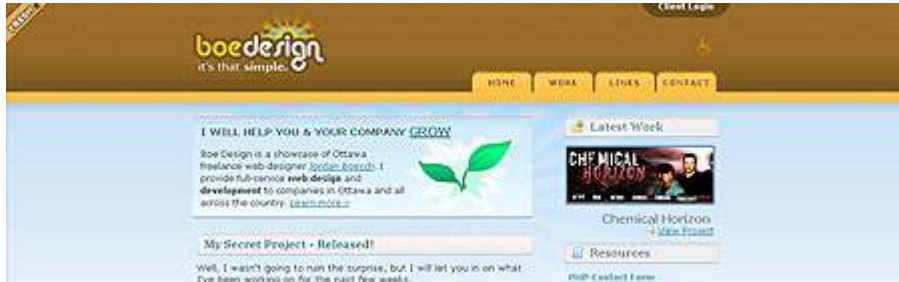 CREDIT
Client Login
boedesign
it's that simple.
HOME
WORK
LINKS
CONTACT
I WILL HELP YOU & YOUR COMPANY GROW
Boe Design is a showcase of Ottawa
freelance web designer Jordan Boesch. I
provide full-service web design and
development to companies in Ottawa and all
across the country. Learn more »
My Secret Project - Released!
Well, I wasn't going to ruin the surprise, but I will let you in on what
I've been working on for the past few weeks.
Latest Work
CHEMICAL
HORIZON
Chemical Horizon
View Project
Resources
PHP Contact Form